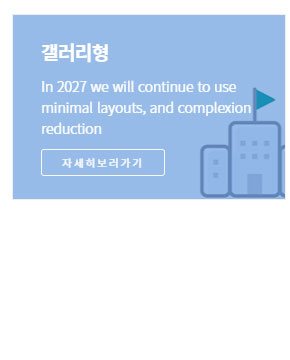 갤러리형
In 2027 we will continue to use
minimal layouts, and complexion
reduction
자세히보러가기